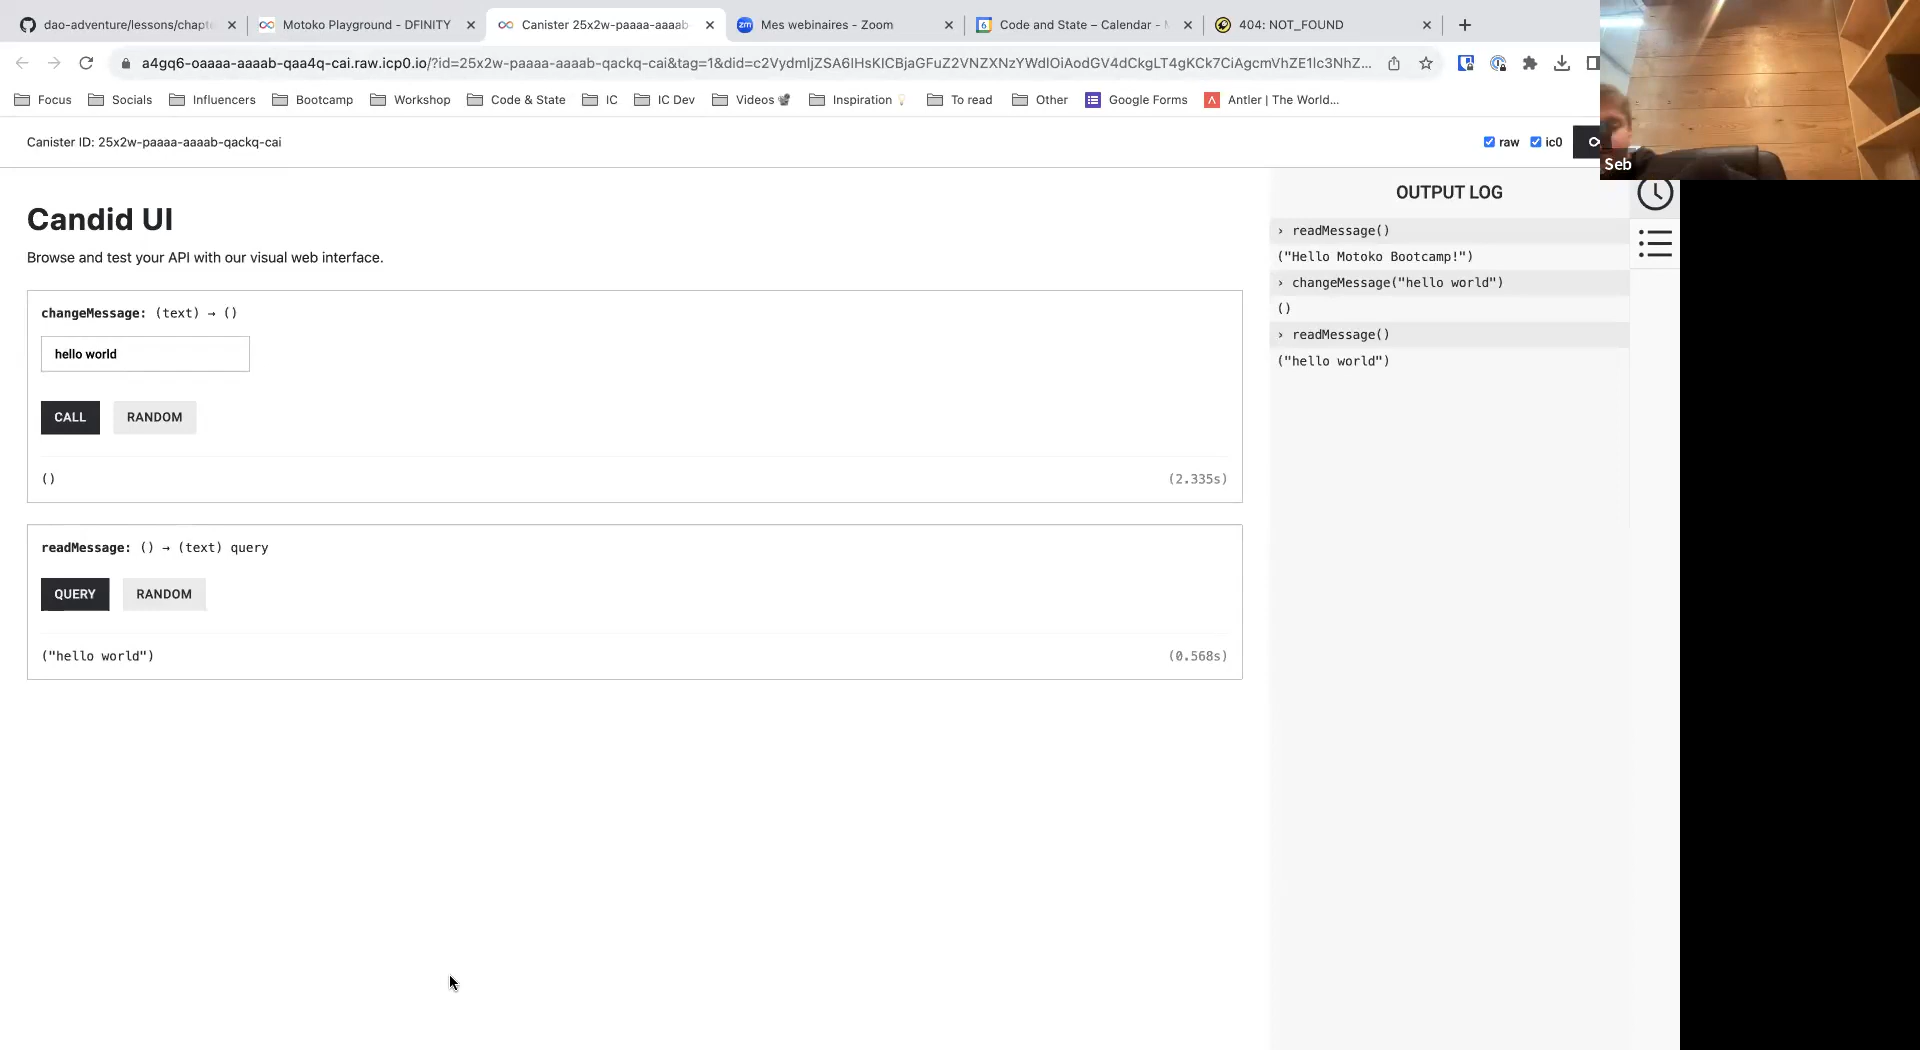 dao-adventure/lessons/chapte
Motoko Playground - DFINITY
Canister 25x2w-paaaa-aaaab-
zm
Mes webinaires - Zoom
6
Code and State – Calendar -
404: NOT_FOUND
a4gq6-oaaaa-aaaab-qaa4q-cai.raw.icp0.io/?id=25x2w-paaaa-aaaab-qackq-cai&tag=1&did=c2VydmljZSA6IHsKICBjaGFuZ2VNZXNzYWdlOiAodGV4dCkgLT4gKCk7CiAgcmVhZE1lc3NhZ...
Focus
Socials
Influencers
Bootcamp
Workshop
Code & State
IC
IC Dev
Videos
Inspiration
To read
Other
Google Forms
Antler | The World...
Canister ID: 25x2w-paaaa-aaaab-qackq-cai
raw
ic0
Seb
Candid UI
Browse and test your API with our visual web interface.
changeMessage: (text) → ()
hello world
CALL
RANDOM
()
(2.335s)
readMessage: () → (text) query
QUERY
RANDOM
("hello world")
(0.568s)
OUTPUT LOG
› readMessage()
("Hello Motoko Bootcamp!")
› changeMessage("hello world")
()
› readMessage()
("hello world")